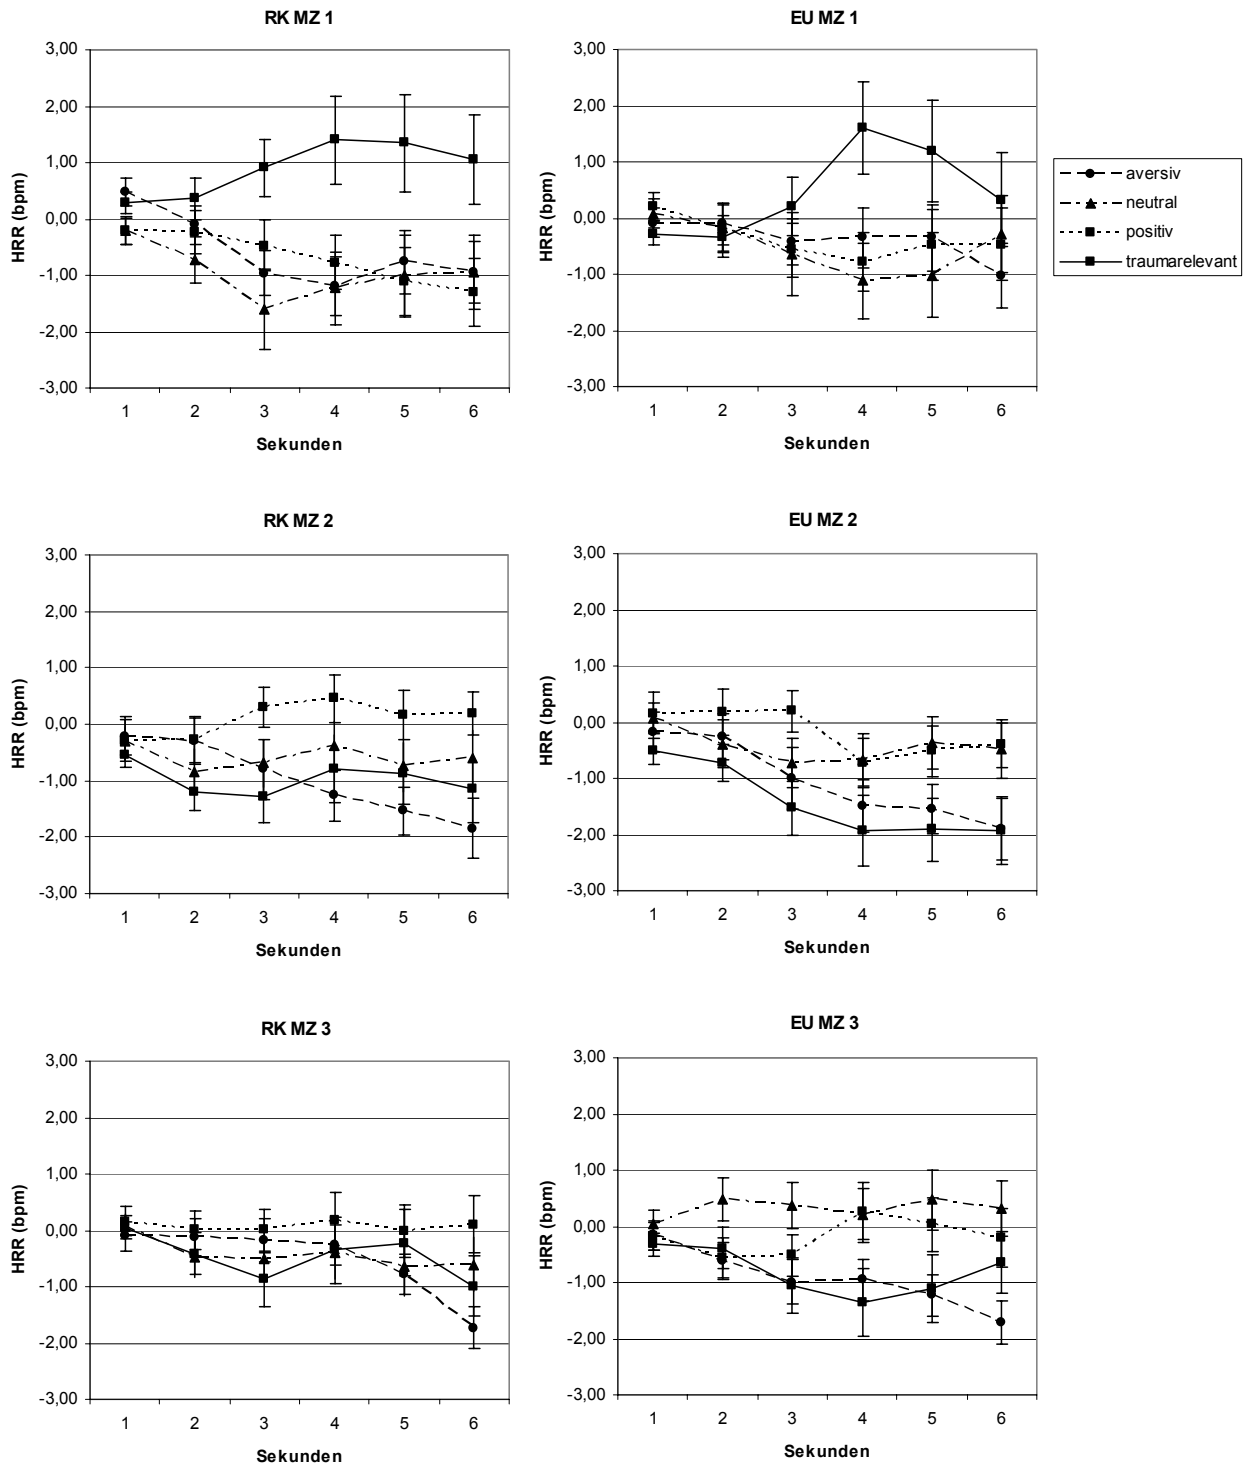 RK MZ 1
3,00
2,00
1,00
0,00
-1,00
-2,00
-3,00
HRR (bpm)
1 2 3 4 5 6
Sekunden
EU MZ 1
3,00
2,00
1,00
0,00
-1,00
-2,00
-3,00
HRR (bpm)
1 2 3 4 5 6
Sekunden
aversiv
neutral
positiv
traumarelevant
RK MZ 2
3,00
2,00
1,00
0,00
-1,00
-2,00
-3,00
HRR (bpm)
1 2 3 4 5 6
Sekunden
EU MZ 2
3,00
2,00
1,00
0,00
-1,00
-2,00
-3,00
HRR (bpm)
1 2 3 4 5 6
Sekunden
RK MZ 3
3,00
2,00
1,00
0,00
-1,00
-2,00
-3,00
HRR (bpm)
1 2 3 4 5 6
Sekunden
EU MZ 3
3,00
2,00
1,00
0,00
-1,00
-2,00
-3,00
HRR (bpm)
1 2 3 4 5 6
Sekunden